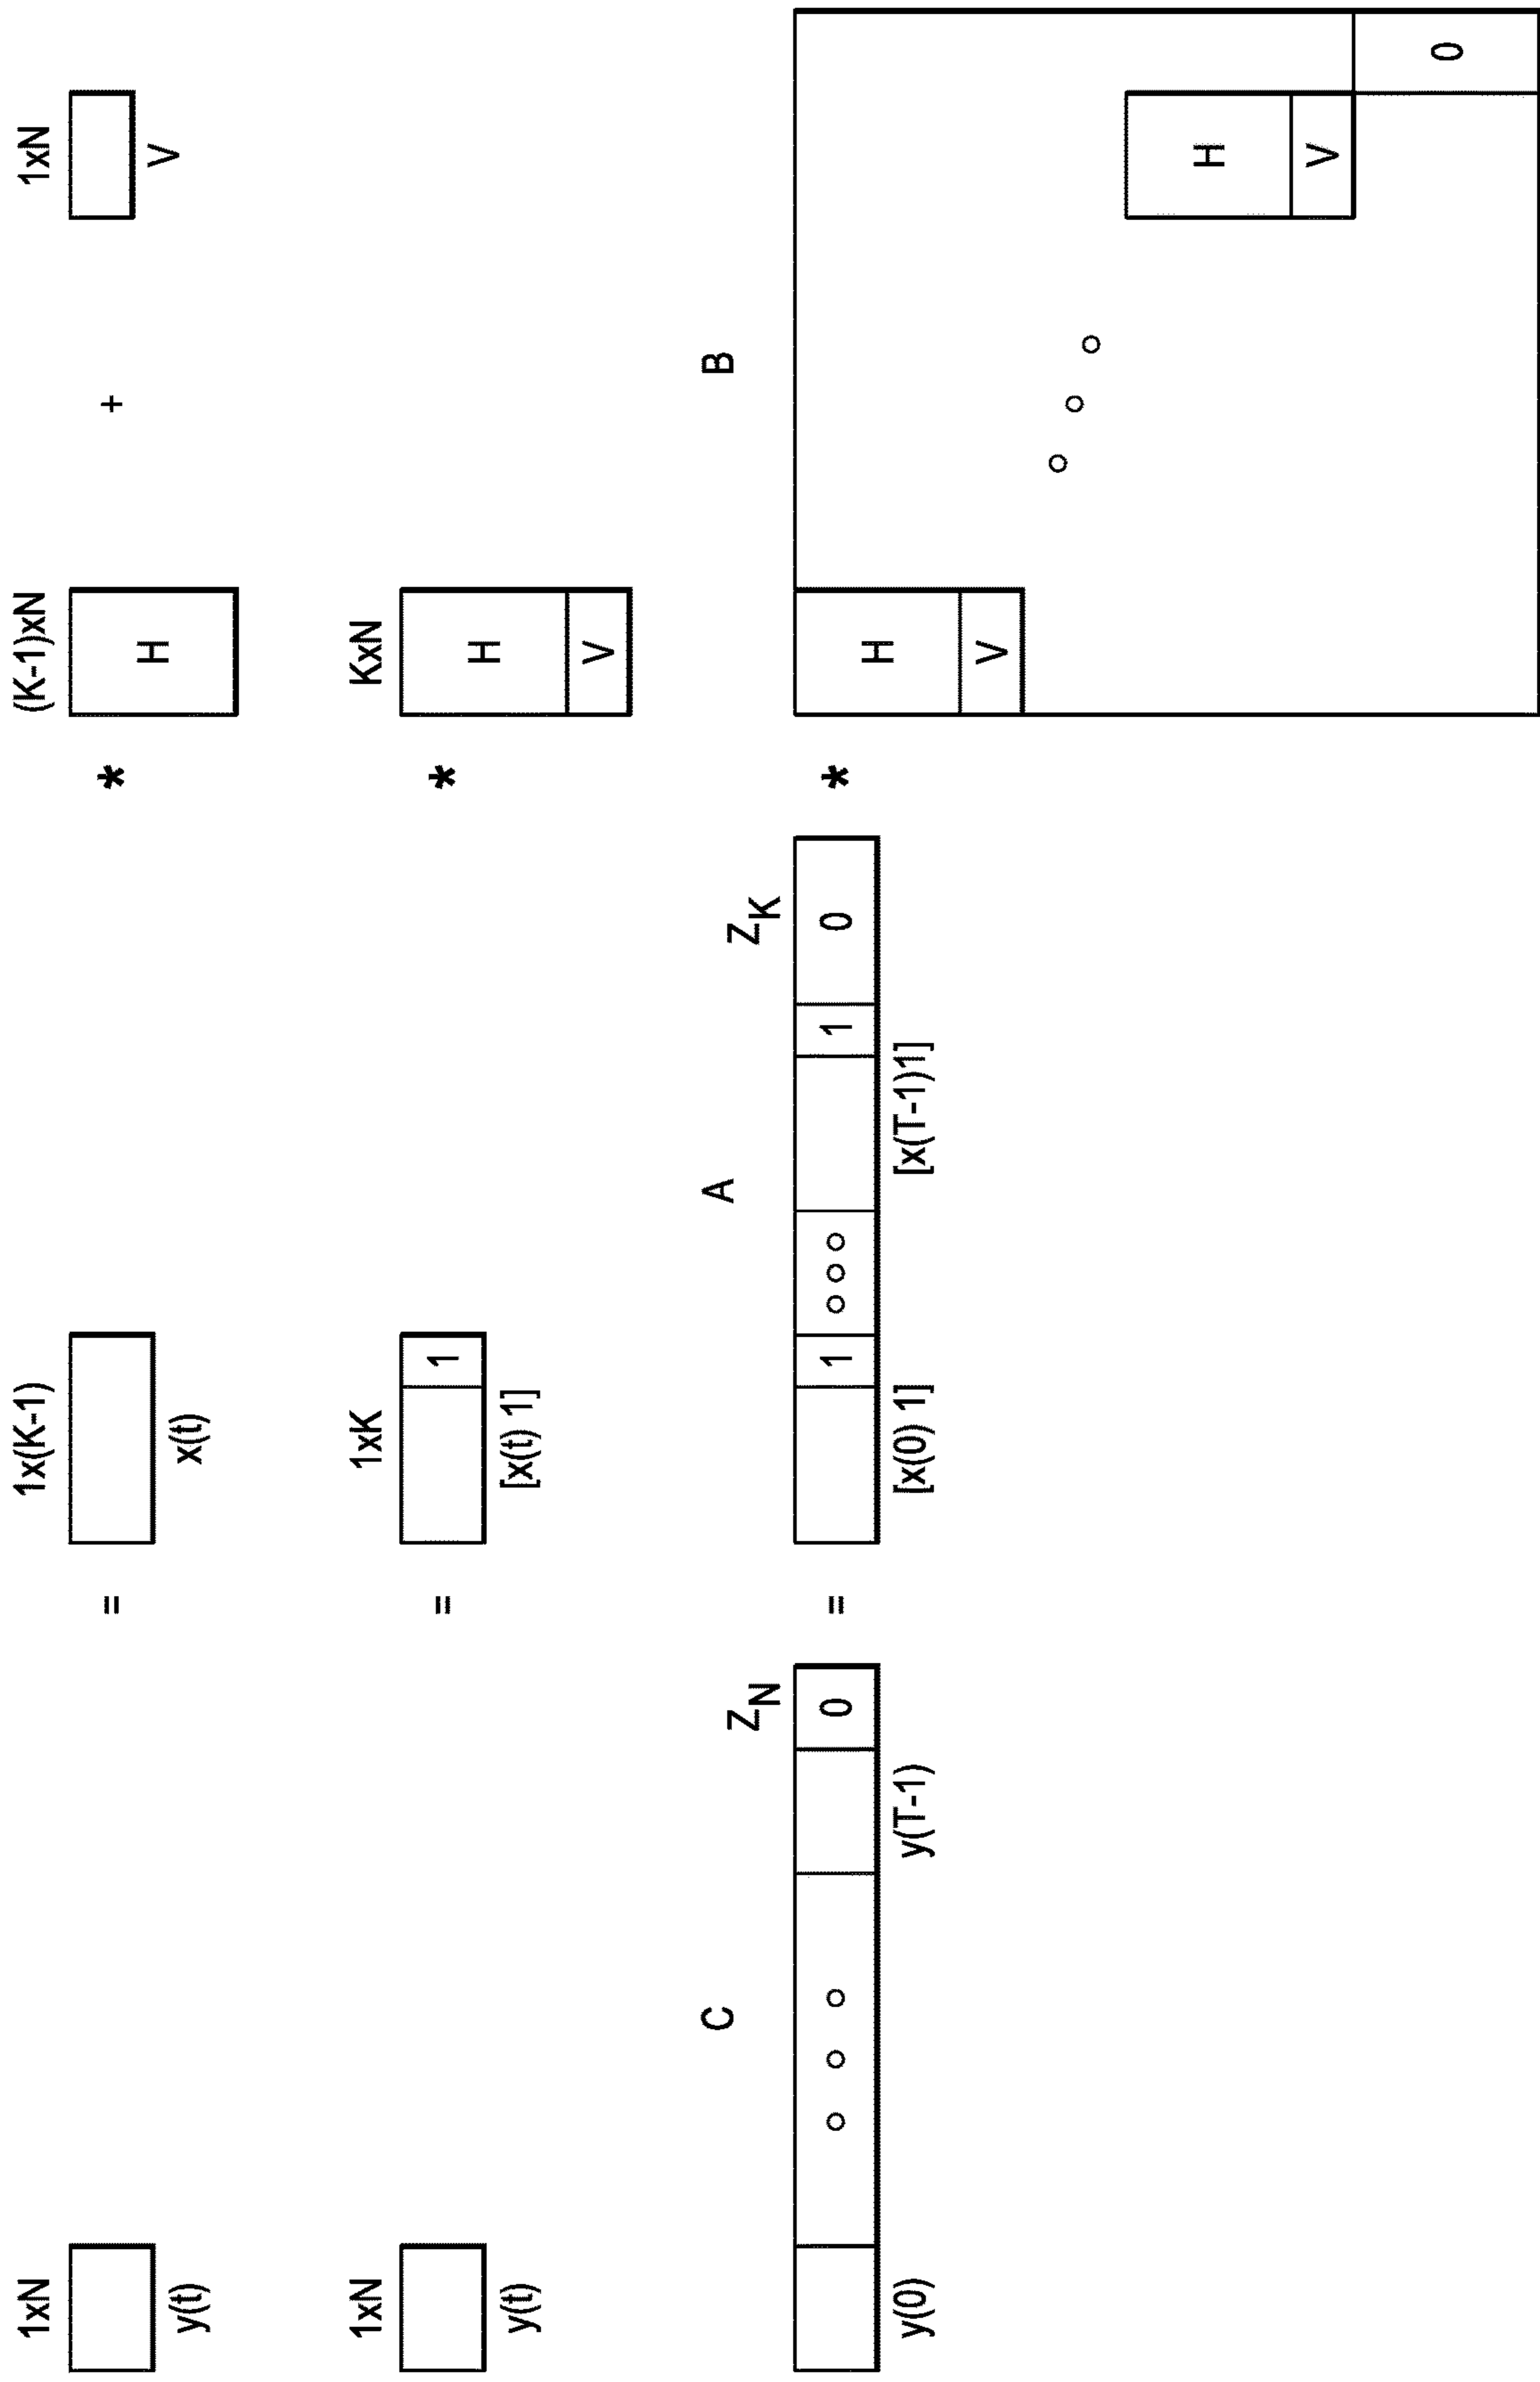 1xN 1x(K-1) (K-1)xN 1xN
= * +
H V
y(t) x(t)
1xN 1xK KxN
= 1 *
H
y(t) [x(t) 1] V
C A B
Z_N Z_K
0 = 1 1 0 *
H
y(0) y(T-1) [x(0) 1] [x(T-1)1]
V
H
V
0